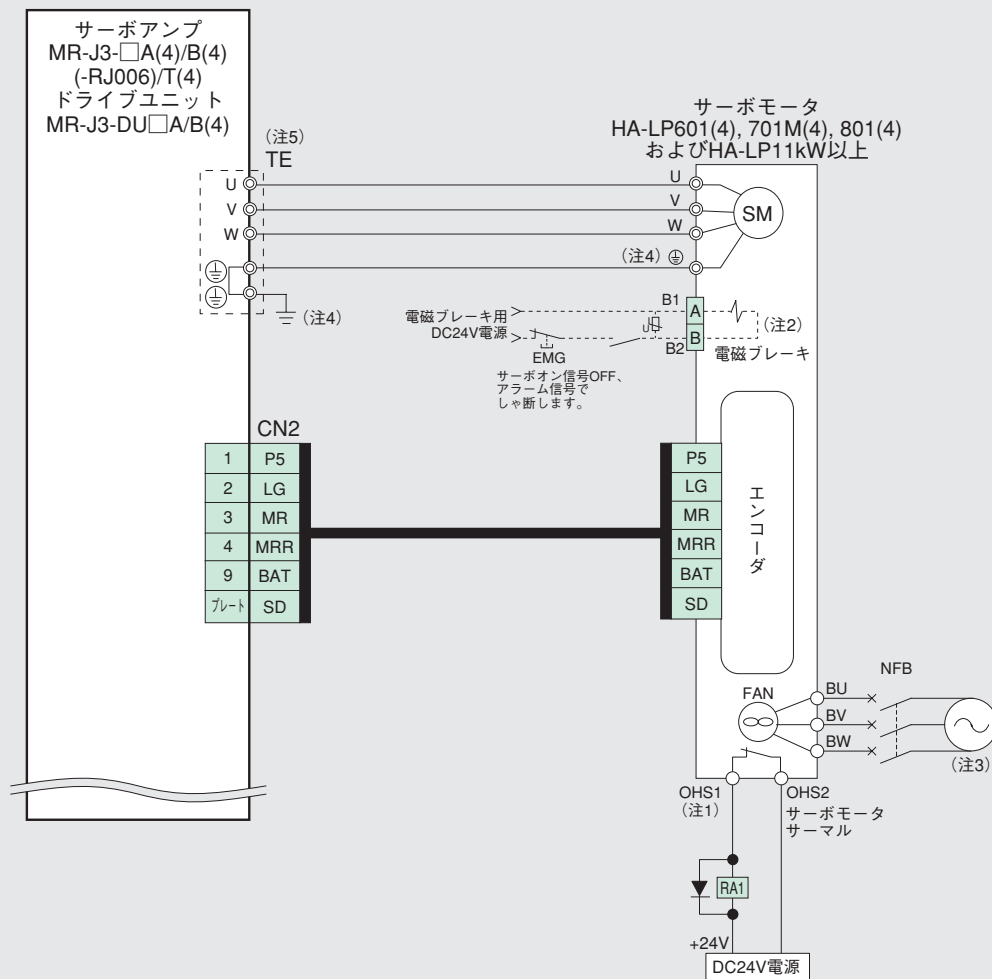 サーボアンプ
MR-J3-□A(4)/B(4)
(-RJ006)/T(4)
ドライブユニット
MR-J3-DU□A/B(4)
(注5)
TE
U
V
W
(注4)
サーボモータ
HA-LP601(4), 701M(4), 801(4)
およびHA-LP11kW以上
U
V
W
(注4)
SM
電磁ブレーキ用
DC24V電源
EMG
サーボオン信号OFF、
アラーム信号で
しゃ断します。
U
B1
A
B
B2
(注2)
電磁ブレーキ
CN2
1 P5
2 LG
3 MR
4 MRR
9 BAT
プレート SD
P5
LG
MR
MRR
BAT
SD
エンコーダ
FAN
BU
BV
BW
NFB
(注3)
OHS1
(注1)
OHS2
サーボモータ
サーマル
RA1
+24V
DC24V電源